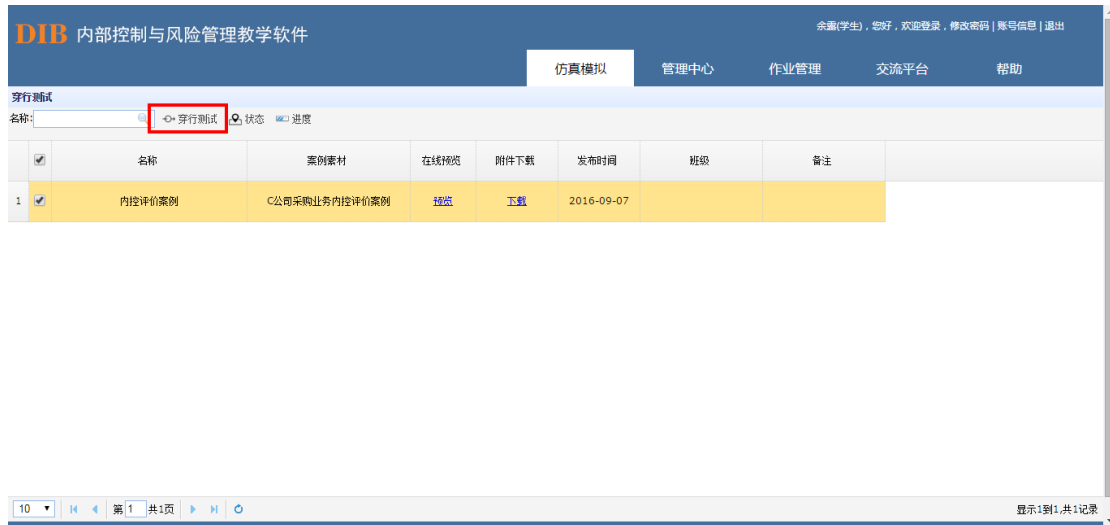 DIB 内部控制与风险管理教学软件
余露(学生)，您好，欢迎登录，修改密码 | 账号信息 | 退出
仿真模拟 管理中心 作业管理 交流平台 帮助
穿行测试
名称: 穿行测试 状态 进度
名称 案例素材 在线预览 附件下载 发布时间 班级 备注
1 内控评价案例 C公司采购业务内控评价案例 预览 下载 2016-09-07
10 第 1 共1页 显示1到1,共1记录